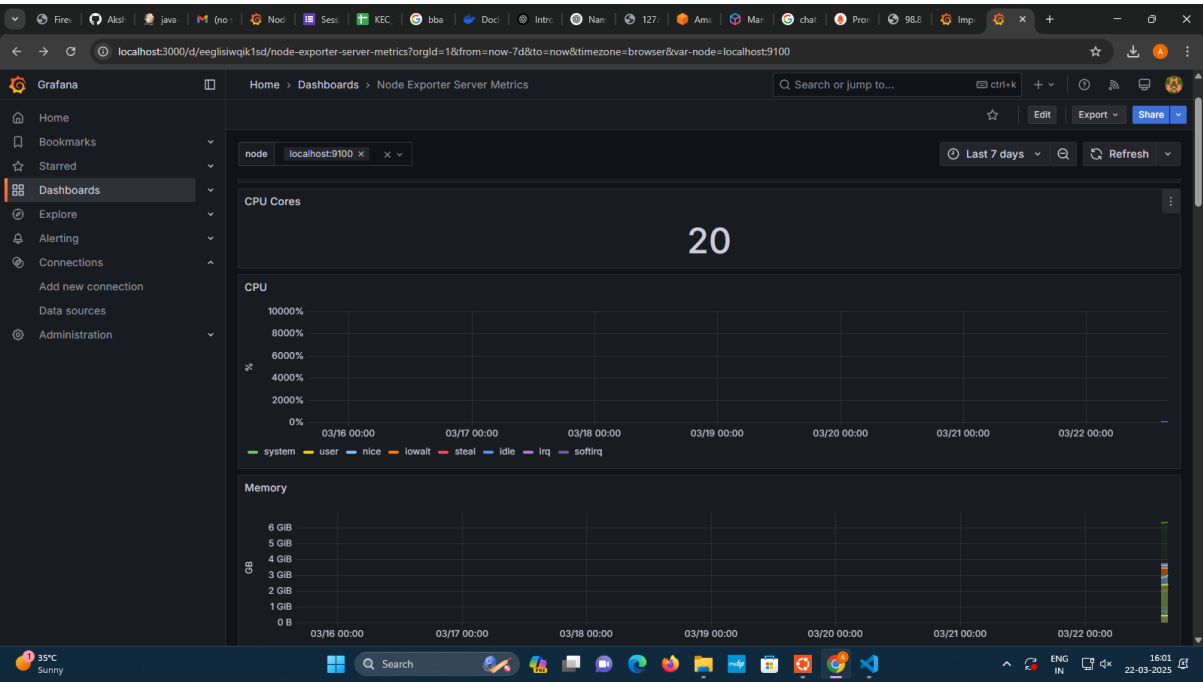 Firev
Aksh
java
M (no s
Nod
Sess
KEC
bba
Doci
Intro
Nam
127.
Ama
Man
chat
Pron
98.8
Imp
localhost:3000/d/eeglisiwqik1sd/node-exporter-server-metrics?orgId=1&from=now-7d&to=now&timezone=browser&var-node=localhost:9100
A
Grafana
Home > Dashboards > Node Exporter Server Metrics
Search or jump to...
ctrl+k
Home
Bookmarks
Starred
Dashboards
Explore
Alerting
Connections
Add new connection
Data sources
Administration
Edit
Export
Share
node
localhost:9100
Last 7 days
Refresh
CPU Cores
20
CPU
10000%
8000%
6000%
4000%
2000%
0%
%
03/16 00:00 03/17 00:00 03/18 00:00 03/19 00:00 03/20 00:00 03/21 00:00 03/22 00:00
system user nice iowait steal idle irq softirq
Memory
6 GiB
5 GiB
4 GiB
3 GiB
2 GiB
1 GiB
0 B
GB
03/16 00:00 03/17 00:00 03/18 00:00 03/19 00:00 03/20 00:00 03/21 00:00 03/22 00:00
1
35°C
Sunny
Search
ENG
IN
16:01
22-03-2025